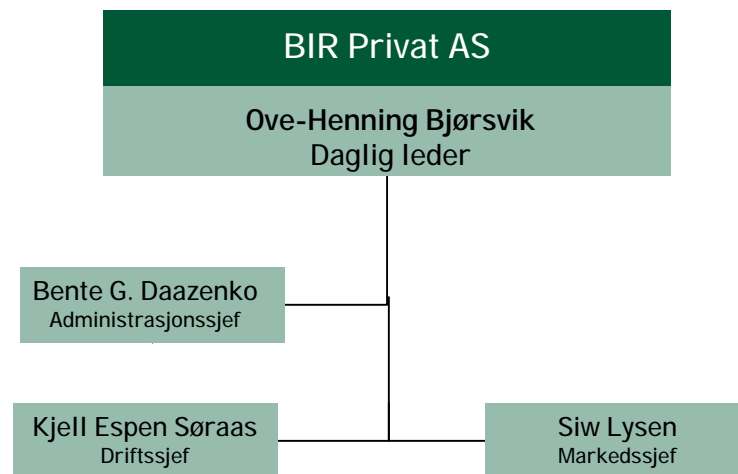 BIR Privat AS
Ove-Henning Bjørsvik
Daglig leder
Bente G. Daazenko
Administrasjonssjef
Kjell Espen Søraas
Driftssjef
Siw Lysen
Markedssjef